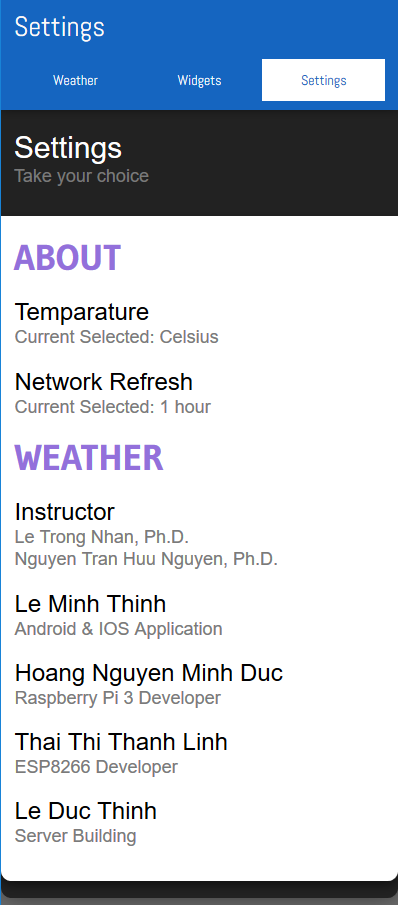 Settings
Weather Widgets Settings
Settings
Take your choice
ABOUT
Temparature
Current Selected: Celsius
Network Refresh
Current Selected: 1 hour
WEATHER
Instructor
Le Trong Nhan, Ph.D.
Nguyen Tran Huu Nguyen, Ph.D.
Le Minh Thinh
Android & IOS Application
Hoang Nguyen Minh Duc
Raspberry Pi 3 Developer
Thai Thi Thanh Linh
ESP8266 Developer
Le Duc Thinh
Server Building